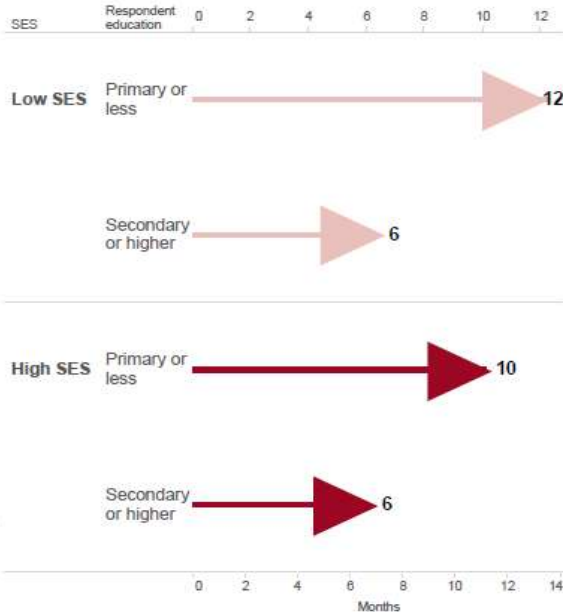 SES Respondent education 0 2 4 6 8 10 12
Low SES Primary or less 12
Secondary or higher 6
High SES Primary or less 10
Secondary or higher 6
0 2 4 6 8 10 12 14
Months